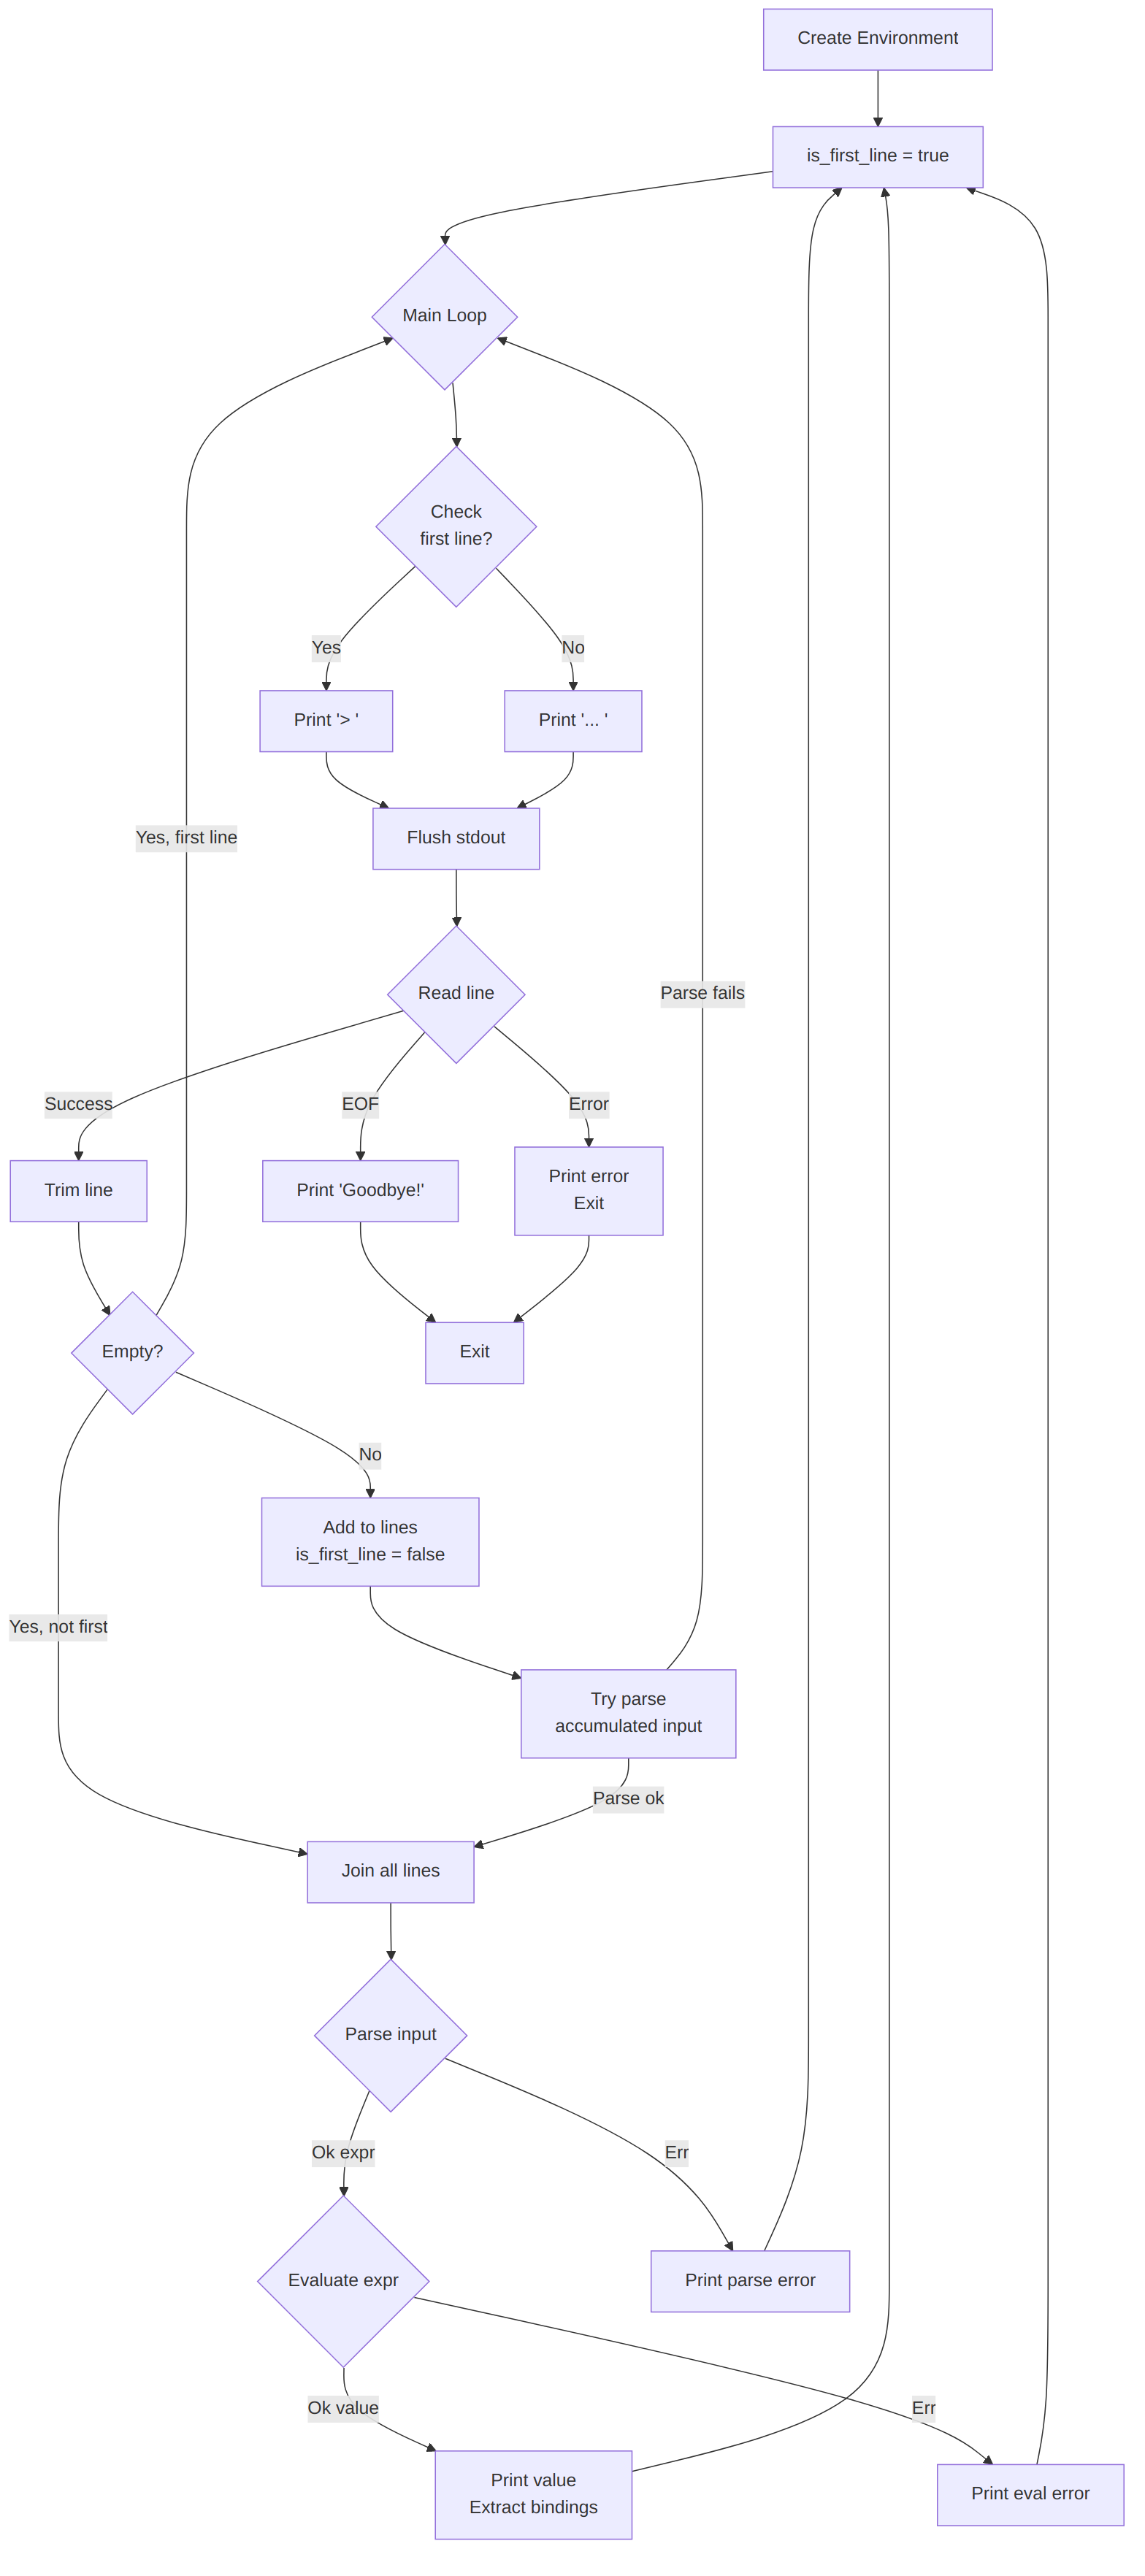 Create Environment
is_first_line = true
Main Loop
Check
first line?
Yes
No
Print '> '
Print '... '
Flush stdout
Yes, first line
Read line
Parse fails
Success
EOF
Error
Trim line
Print 'Goodbye!'
Print error
Exit
Empty?
Exit
No
Add to lines
is_first_line = false
Yes, not first
Try parse
accumulated input
Parse ok
Join all lines
Parse input
Ok expr
Err
Evaluate expr
Print parse error
Ok value
Err
Print value
Extract bindings
Print eval error